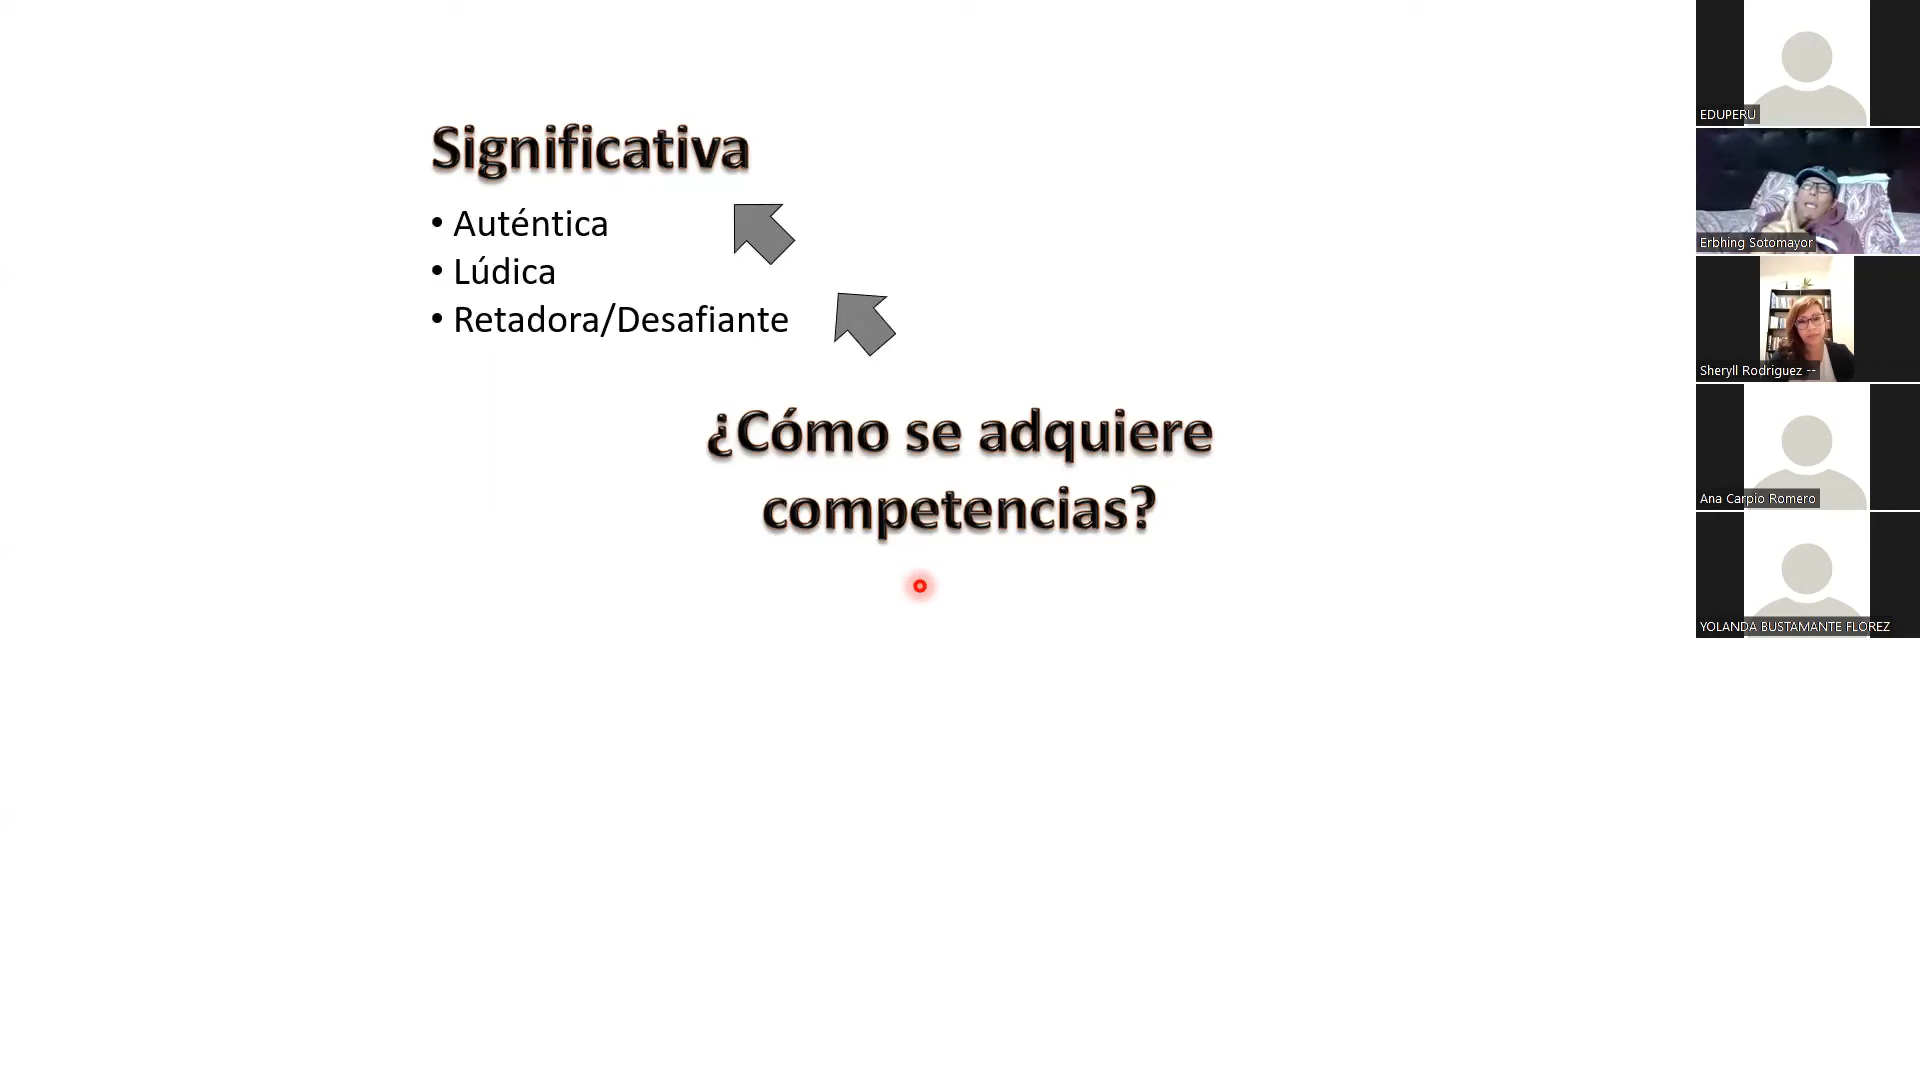 Significativa
• Auténtica
• Lúdica
• Retadora/Desafiante
¿Cómo se adquiere
competencias?
EDUPERU
Erbhing Sotomayor
Sheryll Rodriguez --
Ana Carpio Romero
YOLANDA BUSTAMANTE FLOREZ